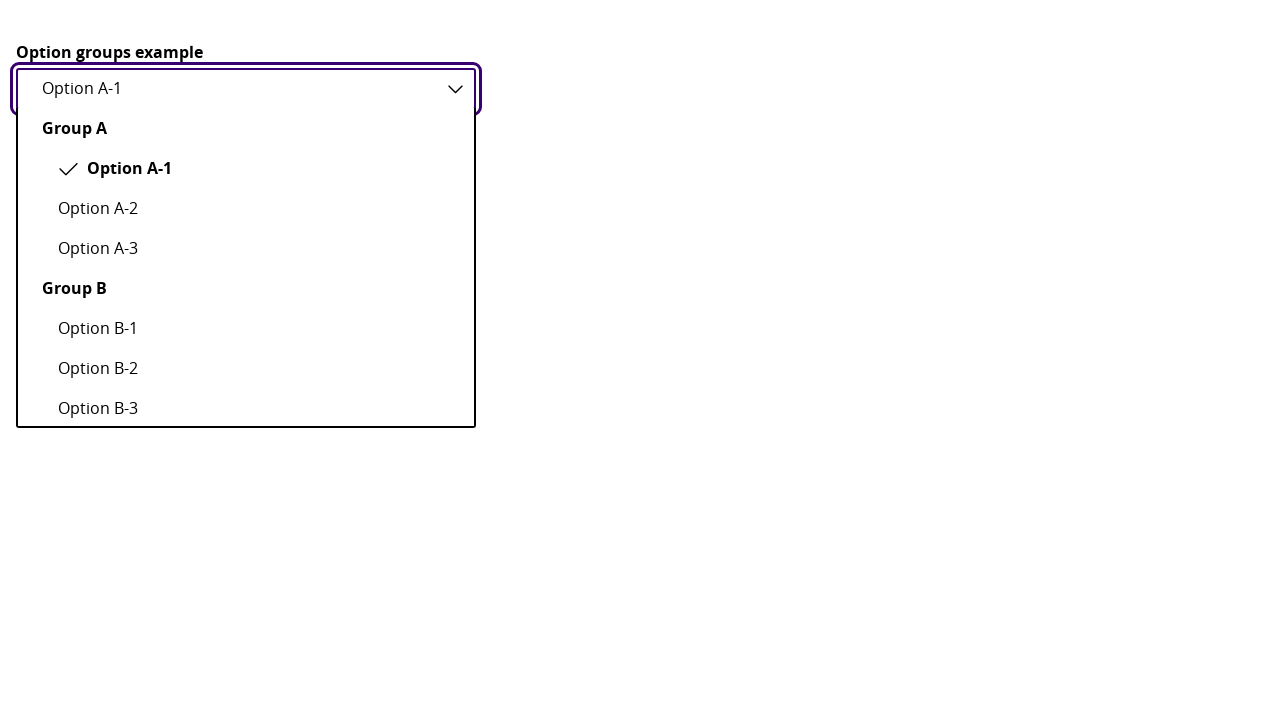 Option groups example
Option A-1
Group A
Option A-1
Option A-2
Option A-3
Group B
Option B-1
Option B-2
Option B-3